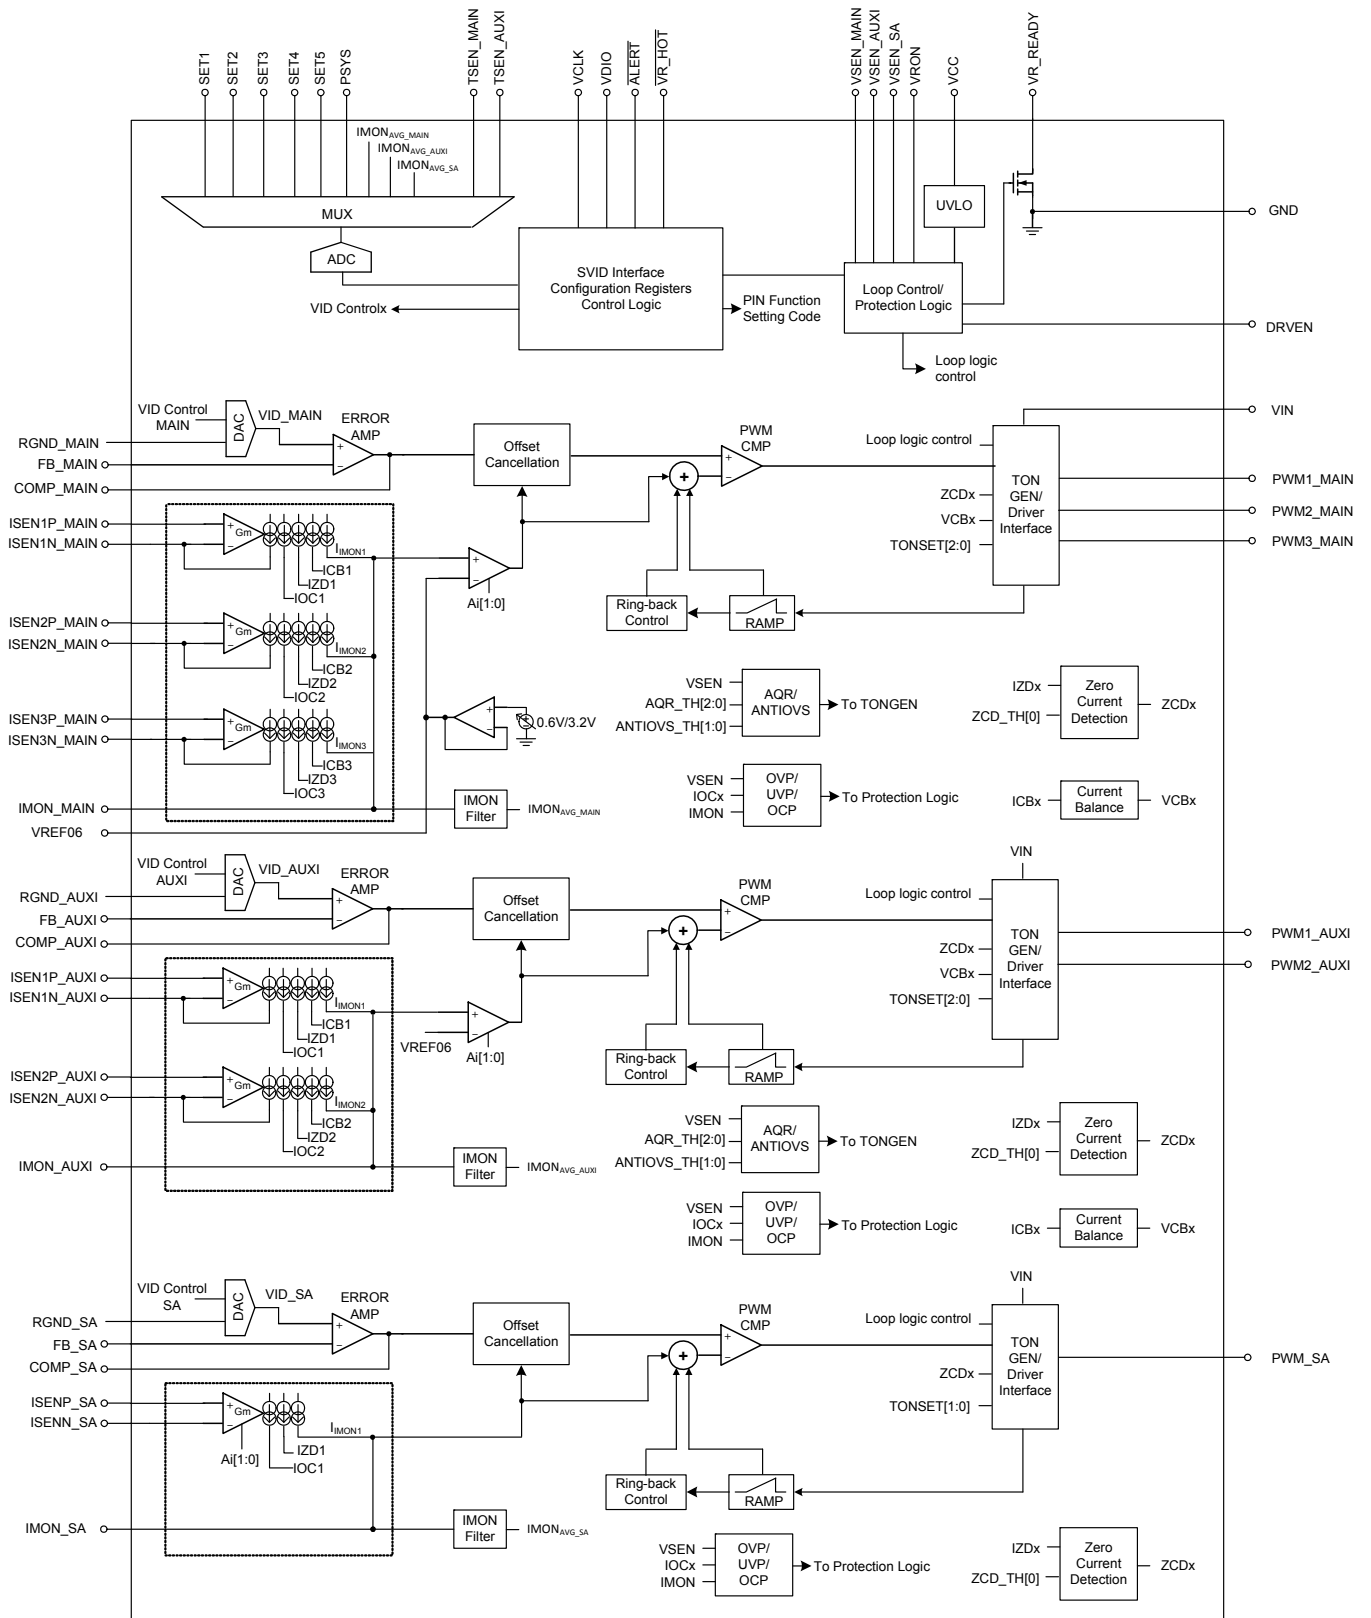 SET1
SET2
SET3
SET4
SET5
PSYS
TSEN_MAIN
TSEN_AUXI
VCLK
VDIO
ALERT
VR_HOT
VSEN_MAIN
VSEN_AUXI
VSEN_SA
VRON
VCC
VR_READY
IMONAVG_MAIN
IMONAVG_AUXI
IMONAVG_SA
MUX
ADC
UVLO
GND
SVID Interface
Configuration Registers
Control Logic
Loop Control/
Protection Logic
VID Controlx
PIN Function
Setting Code
DRVEN
Loop logic
control
VID Control
MAIN
DAC
VID_MAIN
ERROR
AMP
RGND_MAIN
FB_MAIN
COMP_MAIN
+
−
Offset
Cancellation
PWM
CMP
+
−
+
Loop logic control
VIN
TON
GEN/
Driver
Interface
ZCDx
VCBx
TONSET[2:0]
PWM1_MAIN
PWM2_MAIN
PWM3_MAIN
ISEN1P_MAIN
ISEN1N_MAIN
+
−
Gm
IIMON1
ICB1
IZD1
IOC1
+
−
Ai[1:0]
Ring-back
Control
RAMP
ISEN2P_MAIN
ISEN2N_MAIN
+
−
Gm
IIMON2
ICB2
IZD2
IOC2
ISEN3P_MAIN
ISEN3N_MAIN
+
−
Gm
IIMON3
ICB3
IZD3
IOC3
+
−
+
−
0.6V/3.2V
VSEN
AQR_TH[2:0]
ANTIOVS_TH[1:0]
AQR/
ANTIOVS
To TONGEN
IZDx
ZCD_TH[0]
Zero
Current
Detection
ZCDx
IMON_MAIN
VREF06
IMON
Filter
IMONAVG_MAIN
VSEN
IOCx
IMON
OVP/
UVP/
OCP
To Protection Logic
ICBx
Current
Balance
VCBx
VID Control
AUXI
DAC
VID_AUXI
ERROR
AMP
RGND_AUXI
FB_AUXI
COMP_AUXI
+
−
Offset
Cancellation
PWM
CMP
+
−
+
VIN
Loop logic control
TON
GEN/
Driver
Interface
ZCDx
VCBx
TONSET[2:0]
PWM1_AUXI
PWM2_AUXI
ISEN1P_AUXI
ISEN1N_AUXI
+
−
Gm
IIMON1
ICB1
IZD1
IOC1
+
−
VREF06
Ai[1:0]
Ring-back
Control
RAMP
ISEN2P_AUXI
ISEN2N_AUXI
+
−
Gm
IIMON2
ICB2
IZD2
IOC2
VSEN
AQR_TH[2:0]
ANTIOVS_TH[1:0]
AQR/
ANTIOVS
To TONGEN
IZDx
ZCD_TH[0]
Zero
Current
Detection
ZCDx
IMON_AUXI
IMON
Filter
IMONAVG_AUXI
VSEN
IOCx
IMON
OVP/
UVP/
OCP
To Protection Logic
ICBx
Current
Balance
VCBx
VID Control
SA
DAC
VID_SA
ERROR
AMP
RGND_SA
FB_SA
COMP_SA
+
−
Offset
Cancellation
PWM
CMP
+
−
+
VIN
Loop logic control
TON
GEN/
Driver
Interface
ZCDx
TONSET[1:0]
PWM_SA
ISENP_SA
ISENN_SA
+
−
Gm
IIMON1
IZD1
IOC1
Ai[1:0]
Ring-back
Control
RAMP
IMON_SA
IMON
Filter
IMONAVG_SA
VSEN
IOCx
IMON
OVP/
UVP/
OCP
To Protection Logic
IZDx
ZCD_TH[0]
Zero
Current
Detection
ZCDx